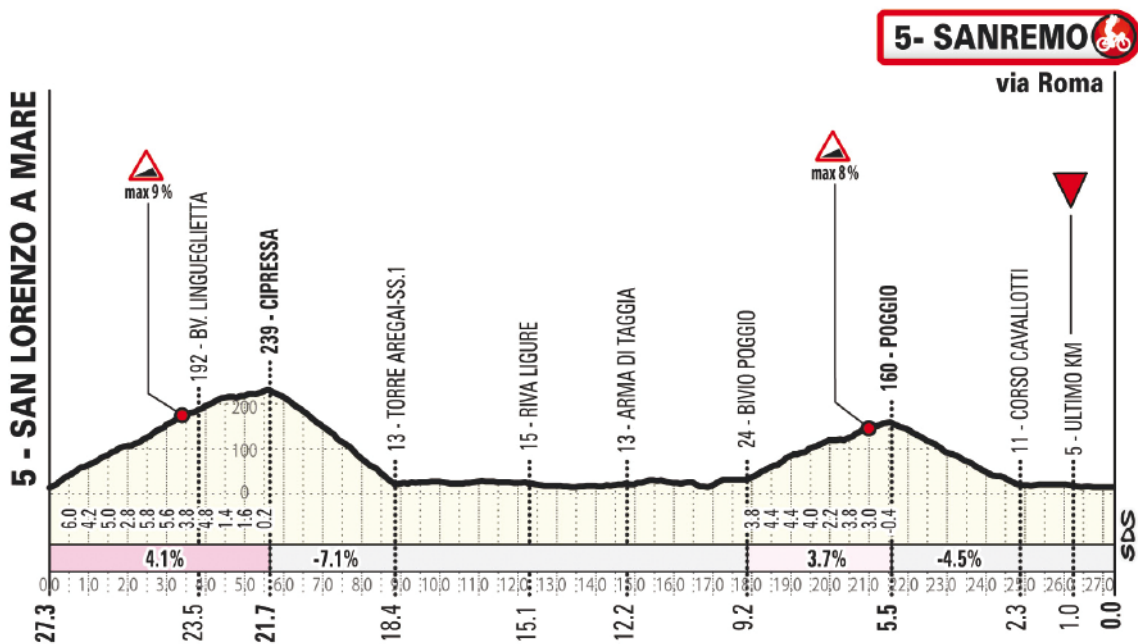 5- SANREMO
via Roma
5 - SAN LORENZO A MARE
max 9 %
192 - BV. LINGUEGLIETTA
239 - CIPRESSA
13 - TORRE AREGAI-SS.1
15 - RIVA LIGURE
13 - ARMA DI TAGGIA
24 - BIVIO POGGIO
max 8 %
160 - POGGIO
11 - CORSO CAVALLOTTI
5 - ULTIMO KM
200
100
0
6.0 4.2 5.0 2.8 5.8 5.6 3.8 4.8 1.4 1.6 0.2
3.8 4.4 4.4 4.0 2.2 3.8 3.0 -0.4
SDS
4.1% -7.1% 3.7% -4.5%
0.0 1.0 2.0 3.0 4.0 5.0 6.0 7.0 8.0 9.0 10.0 11.0 12.0 13.0 14.0 15.0 16.0 17.0 18.0 19.0 20.0 21.0 22.0 23.0 24.0 25.0 26.0 27.0
27.3 23.5 21.7 18.4 15.1 12.2 9.2 5.5 2.3 1.0 0.0